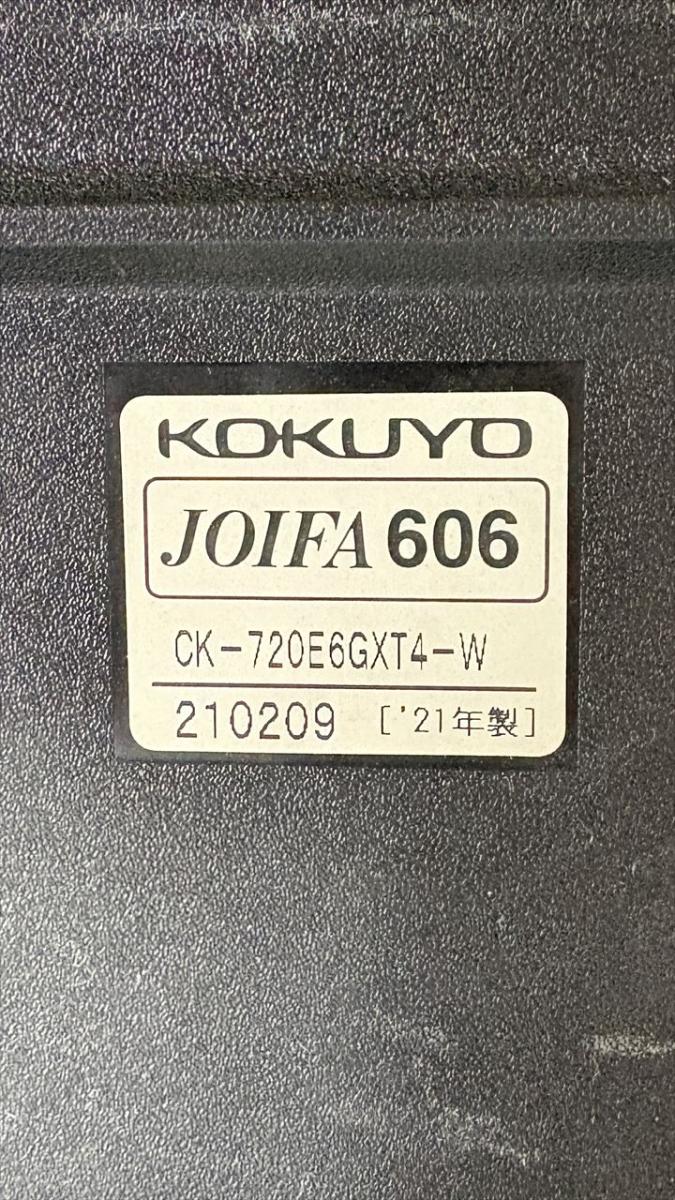 KOKUYO
JOIFA 606
CK-720E6GXT4-W
210209 ['21年製]